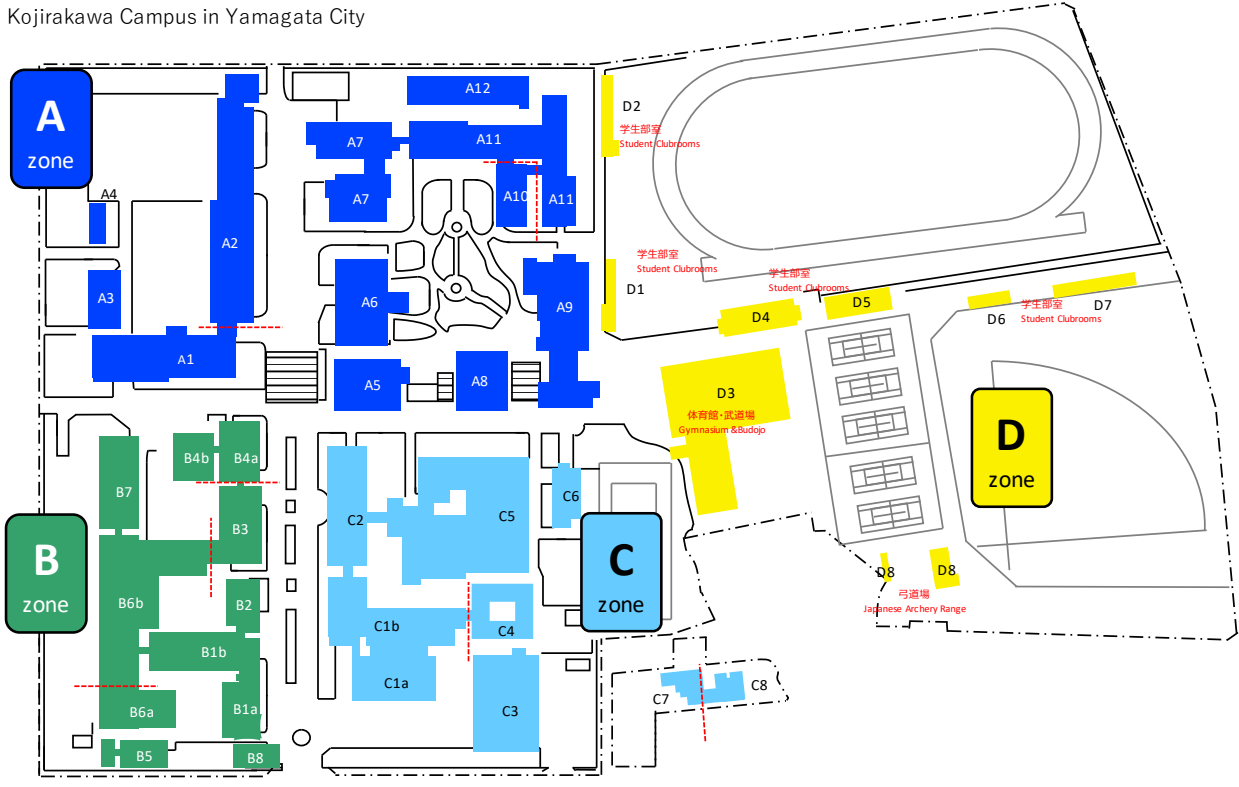 Kojirakawa Campus in Yamagata City
A
zone
A12
A7
A11
D2
学生部室
Student Clubrooms
A4
A7
A10
A11
A2
学生部室
Student Clubrooms
D1
学生部室
Student Clubrooms
A3
A6
A9
D5
D4
D6
学生部室
Student Clubrooms
D7
A1
A5
A8
D3
体育館・武道場
Gymnasium &Budojo
D
zone
B4b
B4a
B7
C6
C2
C5
B3
B
zone
C
zone
D8
D8
弓道場
Japanese Archery Range
B6b
B2
C1b
C4
B1b
C1a
C7
C8
B6a
B1a
C3
B5
B8